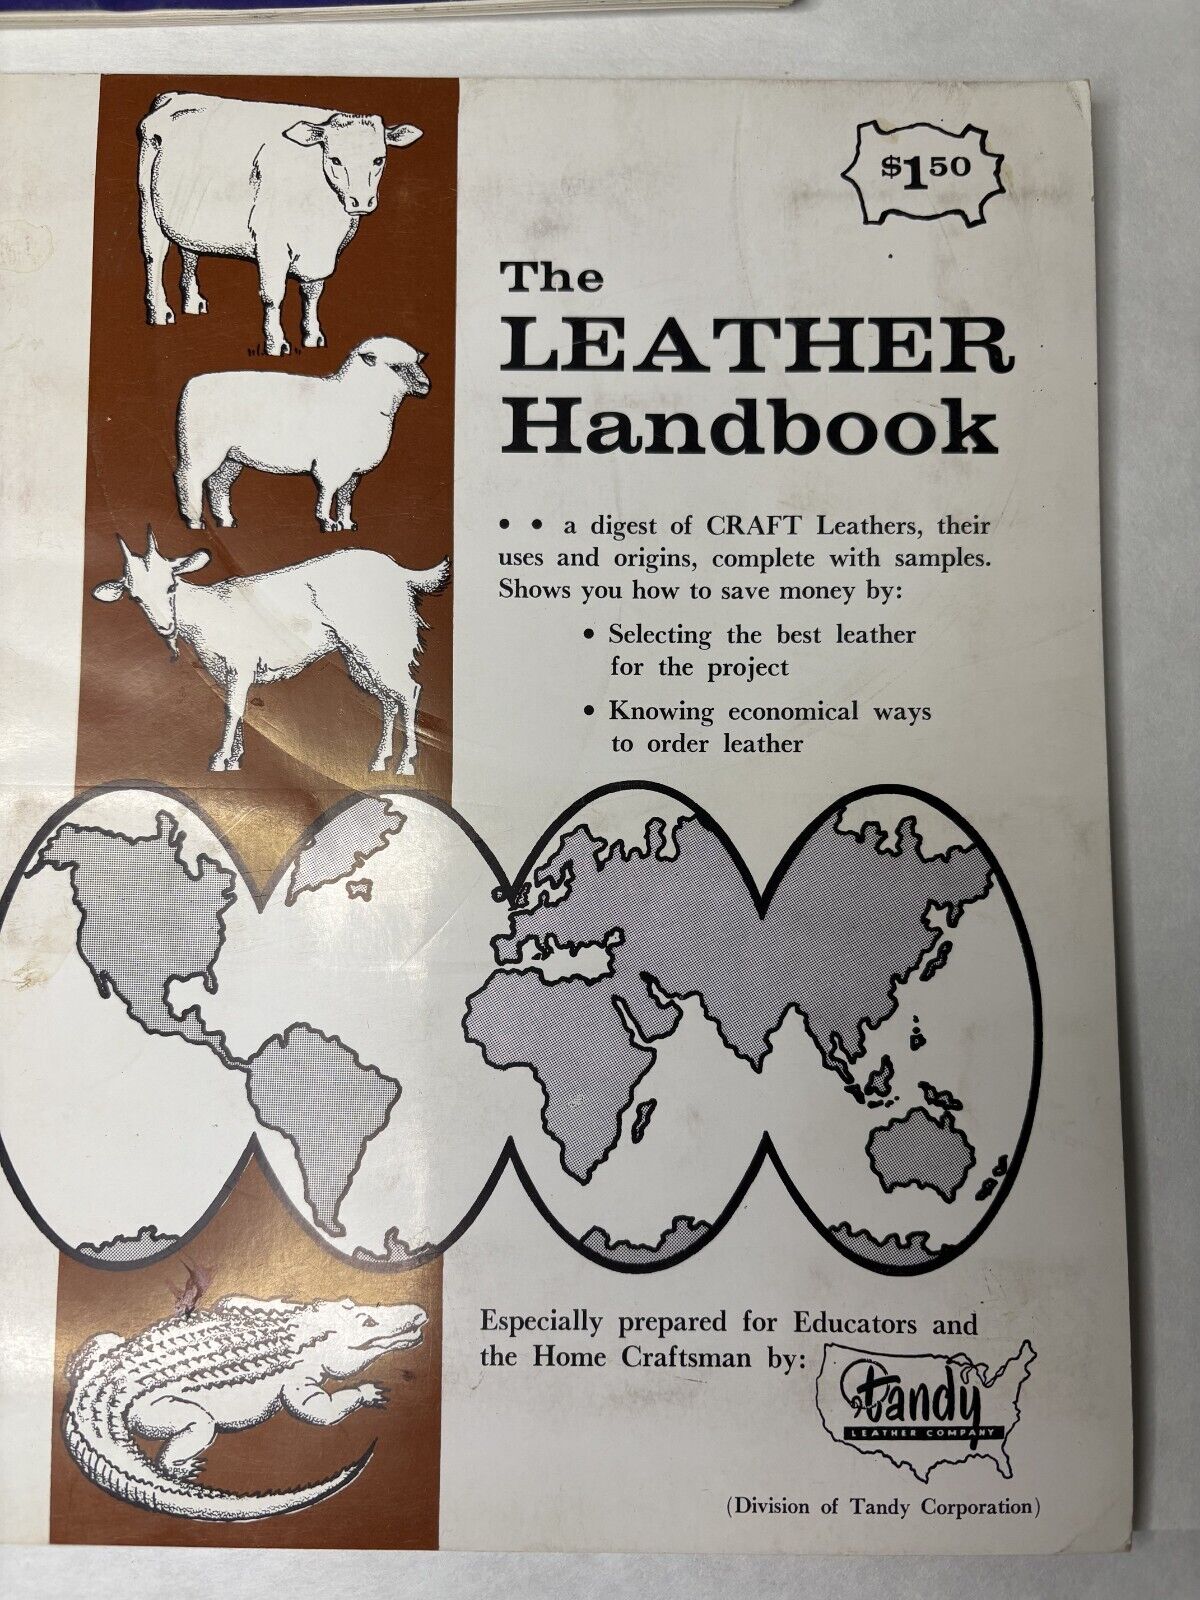 $1.50
The
LEATHER
Handbook
• • a digest of CRAFT Leathers, their
uses and origins, complete with samples.
Shows you how to save money by:
• Selecting the best leather
for the project
• Knowing economical ways
to order leather
Especially prepared for Educators and
the Home Craftsman by:
tandy
LEATHER COMPANY
(Division of Tandy Corporation)